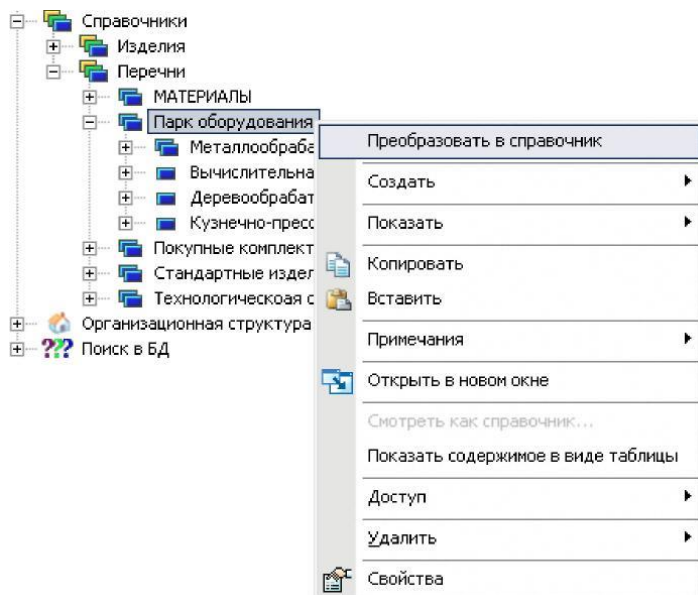 Справочники
Изделия
Перечни
МАТЕРИАЛЫ
Парк оборудования
Металлообраба
Вычислительна
Деревообрабат
Кузнечно-пресс
Покупные комплект
Стандартные издел
Технологическоая с
Организационная структура
??? Поиск в БД
Преобразовать в справочник
Создать
Показать
Копировать
Вставить
Примечания
Открыть в новом окне
Смотреть как справочник...
Показать содержимое в виде таблицы
Доступ
Удалить
Свойства